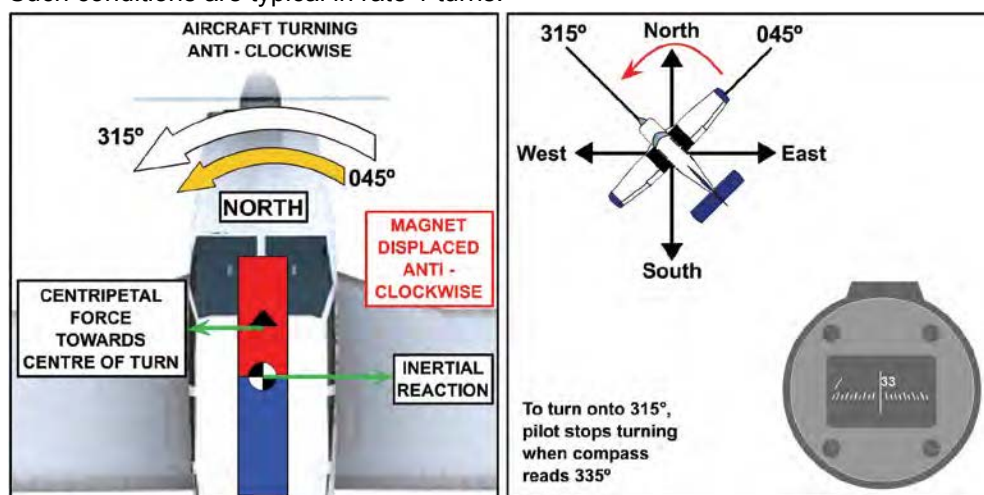 Such conditions are typical in rate 1 turns.
AIRCRAFT TURNING
ANTI - CLOCKWISE
315º
045º
NORTH
MAGNET
DISPLACED
ANTI -
CLOCKWISE
CENTRIPETAL
FORCE
TOWARDS
CENTRE OF TURN
INERTIAL
REACTION
315º
North
045º
West
East
South
To turn onto 315°,
pilot stops turning
when compass
reads 335º
33